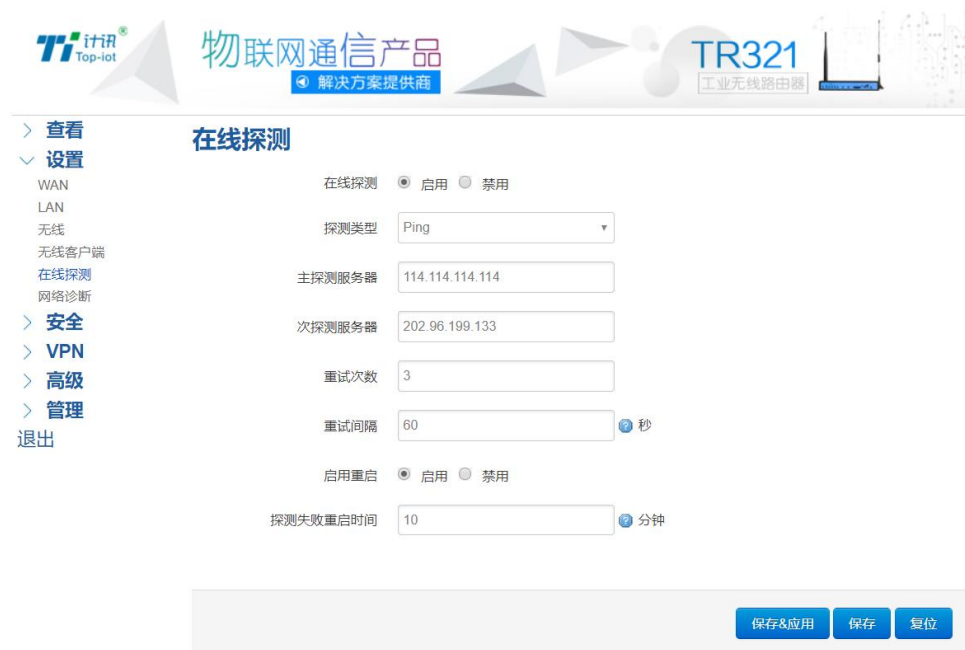 Ti 计讯®
Top-iot
物联网通信产品
解决方案提供商
TR321
工业无线路由器
查看
设置
WAN
LAN
无线
无线客户端
在线探测
网络诊断
安全
VPN
高级
管理
退出
在线探测
在线探测 启用 禁用
探测类型 Ping
主探测服务器 114.114.114.114
次探测服务器 202.96.199.133
重试次数 3
重试间隔 60 秒
启用重启 启用 禁用
探测失败重启时间 10 分钟
保存&应用 保存 复位